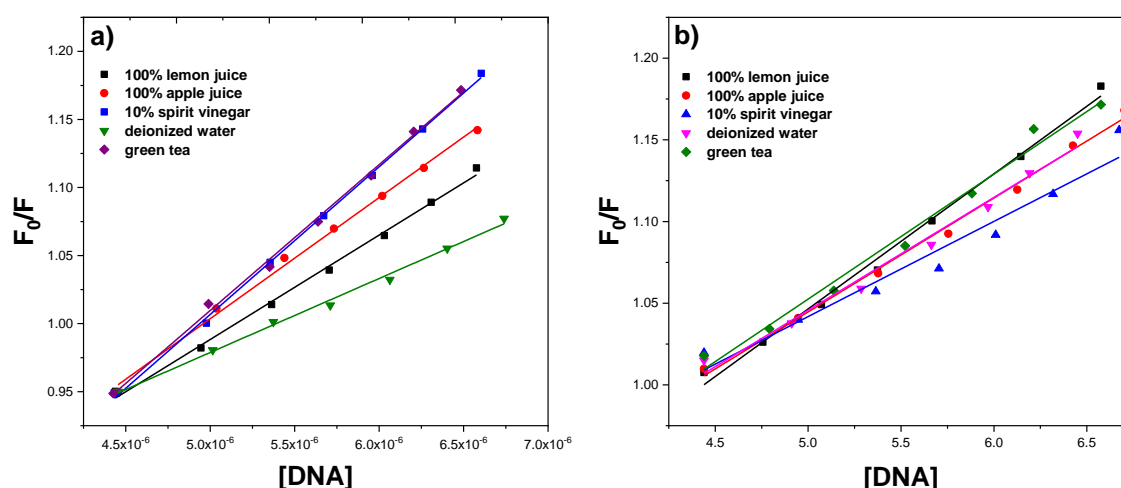 a)
100% lemon juice
100% apple juice
10% spirit vinegar
deionized water
green tea
F₀/F
1.20
1.15
1.10
1.05
1.00
0.95
4.5x10⁻⁶ 5.0x10⁻⁶ 5.5x10⁻⁶ 6.0x10⁻⁶ 6.5x10⁻⁶ 7.0x10⁻⁶
[DNA]
b)
100% lemon juice
100% apple juice
10% spirit vinegar
deionized water
green tea
F₀/F
1.20
1.15
1.10
1.05
1.00
4.5 5.0 5.5 6.0 6.5
[DNA]